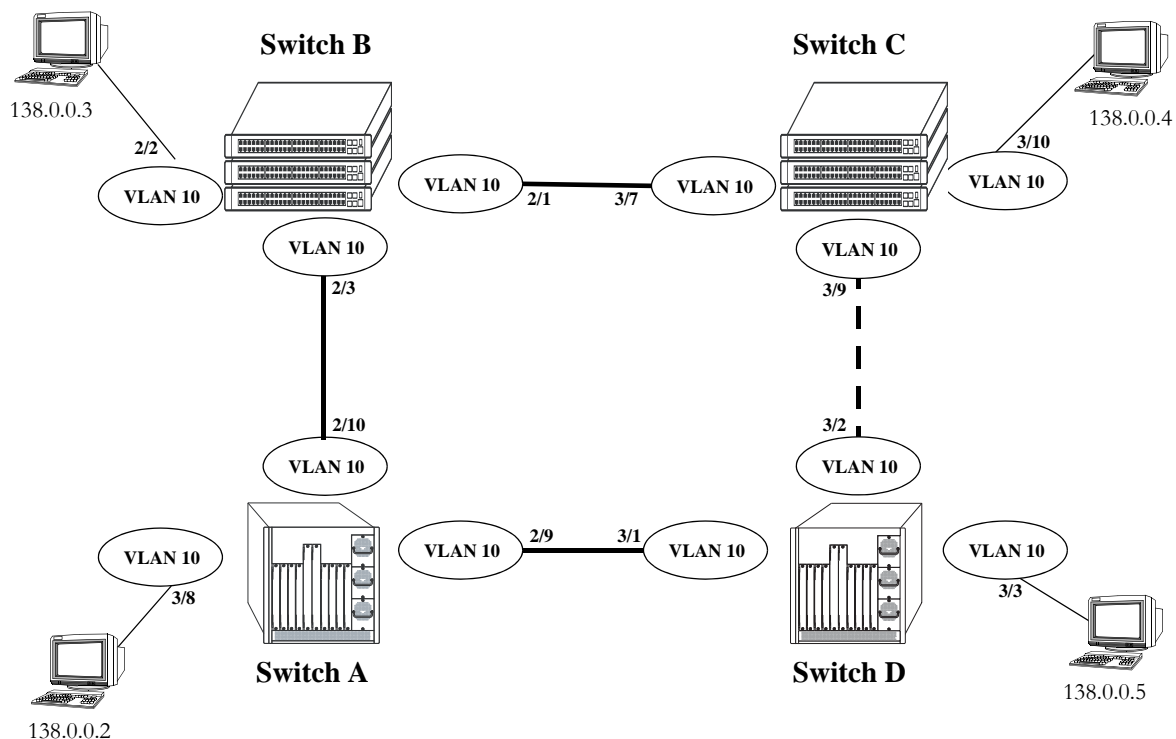 Switch B
Switch C
138.0.0.3
138.0.0.4
2/2
3/10
VLAN 10
VLAN 10
2/1
3/7
VLAN 10
VLAN 10
VLAN 10
2/3
VLAN 10
3/9
2/10
VLAN 10
3/2
VLAN 10
VLAN 10
3/8
VLAN 10
2/9
3/1
VLAN 10
VLAN 10
3/3
Switch A
Switch D
138.0.0.2
138.0.0.5